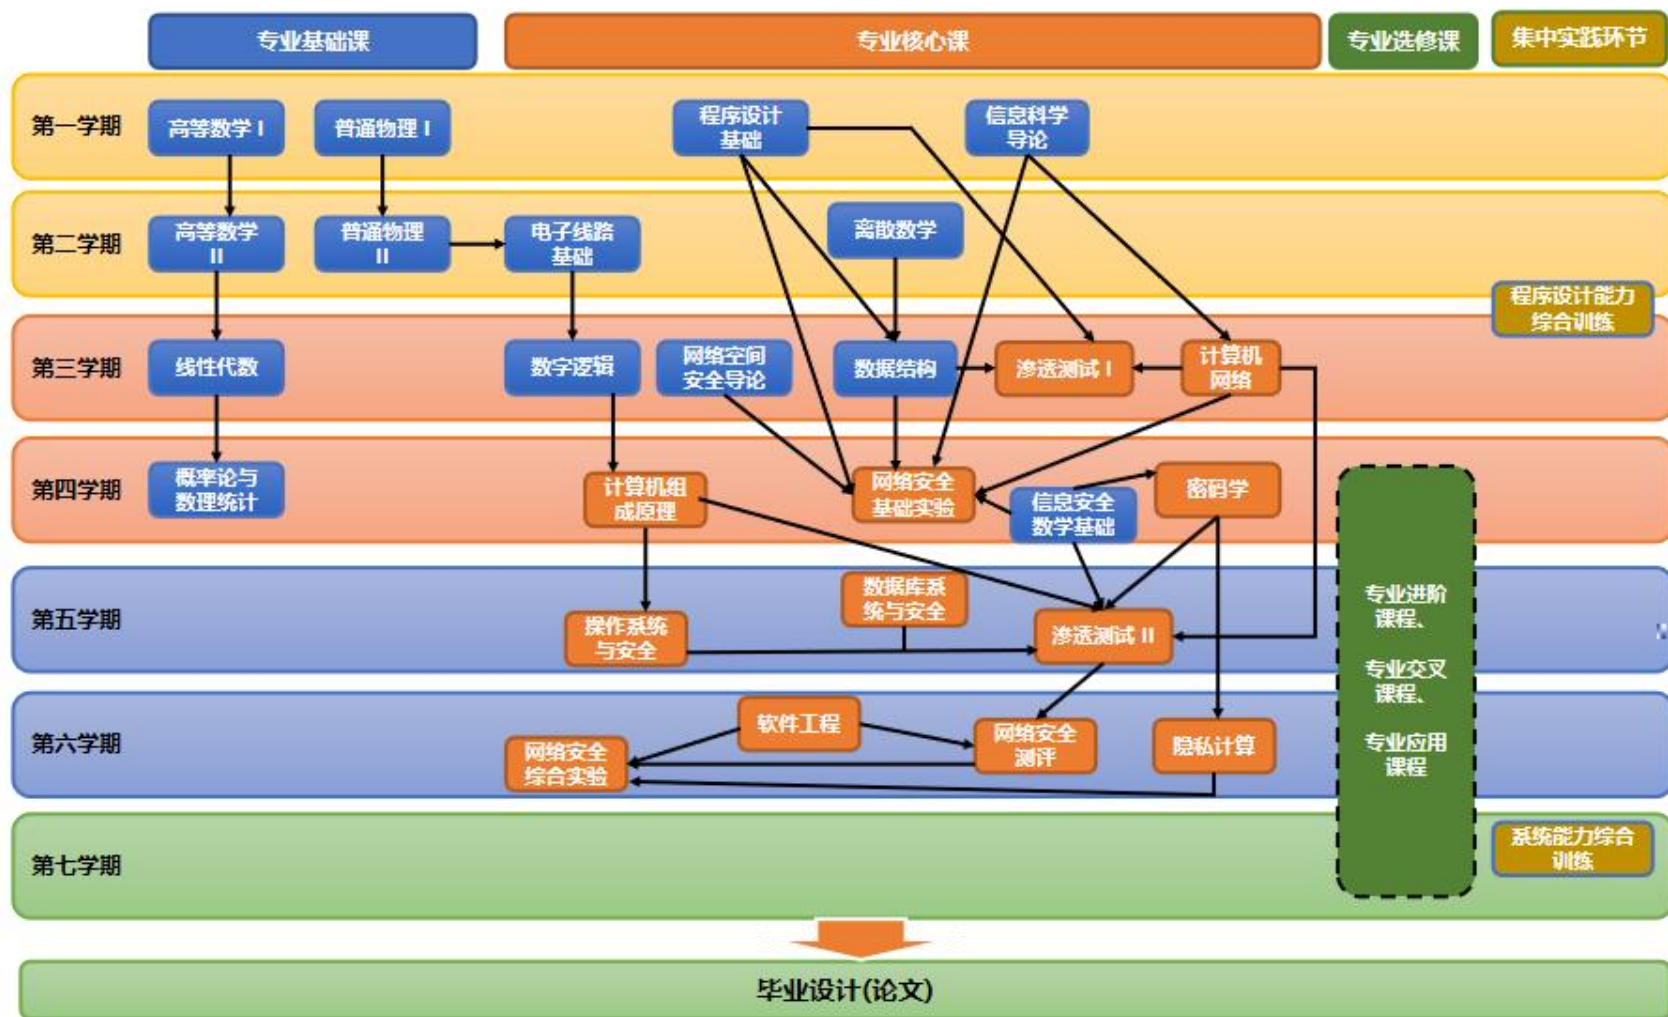 专业基础课
专业核心课
专业选修课
集中实践环节
第一学期
高等数学 I
普通物理 I
程序设计
基础
信息科学
导论
第二学期
高等数学
II
普通物理
II
电子线路
基础
离散数学
程序设计能力
综合训练
第三学期
线性代数
数字逻辑
网络空间
安全导论
数据结构
渗透测试 I
计算机
网络
第四学期
概率论与
数理统计
计算机组
成原理
网络安全
基础实验
信息安全
数学基础
密码学
第五学期
操作系统
与安全
数据库系
统与安全
渗透测试 II
专业进阶
课程、
专业交叉
课程、
专业应用
课程
第六学期
网络安全
综合实验
软件工程
网络安全
测评
隐私计算
第七学期
系统能力综合
训练
毕业设计(论文)